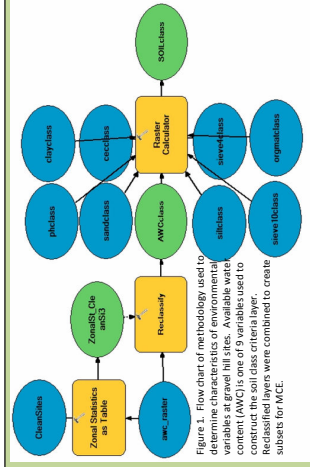 CleanSites
Zonal Statistics
as Table
awc_raster
ZonalSt_Cle
anSi3
Reclassify
AWCclass
phclass
clayclass
sandclass
cecclass
siltclass
sieve4class
sieve10class
orgmatclass
Raster
Calculator
SOILclass
Figure 1. Flow chart of methodology used to
determine characteristics of environmental
variables at gravel hill sites. Available water
content (AWC) is one of 9 variables used to
construct the soil class criteria layer.
Reclassified layers were combined to create
subsets for MCE.